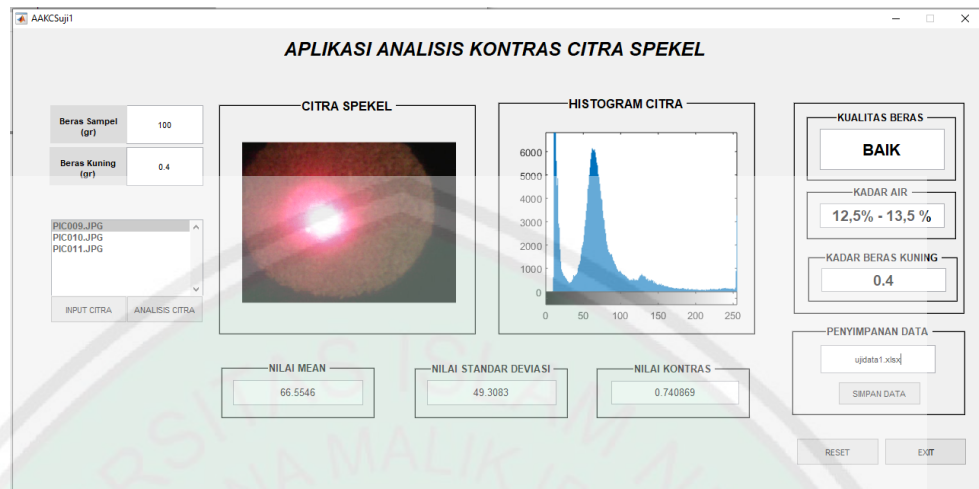 AAKCSuji1
APLIKASI ANALISIS KONTRAS CITRA SPEKEL
Beras Sampel
(gr)
100
Beras Kuning
(gr)
0.4
PIC009.JPG
PIC010.JPG
PIC011.JPG
INPUT CITRA
ANALISIS CITRA
CITRA SPEKEL
HISTOGRAM CITRA
6000
5000
4000
3000
2000
1000
0
0 50 100 150 200 250
NILAI MEAN
66.5546
NILAI STANDAR DEVIASI
49.3083
NILAI KONTRAS
0.740869
KUALITAS BERAS
BAIK
KADAR AIR
12,5% - 13,5 %
KADAR BERAS KUNING
0.4
PENYIMPANAN DATA
ujidata1.xlsx
SIMPAN DATA
RESET
EXIT